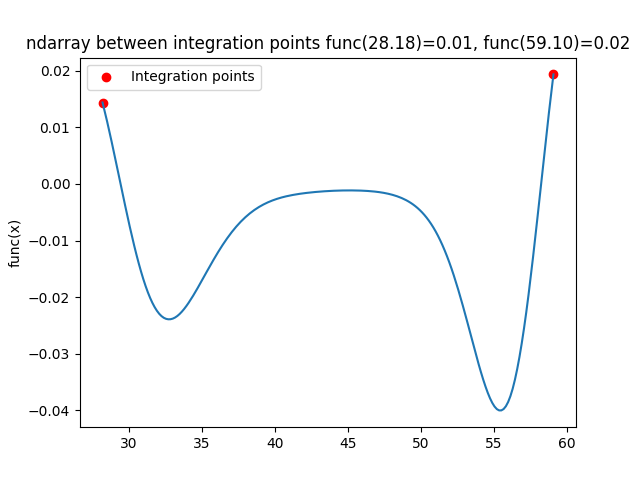 ndarray between integration points func(28.18)=0.01, func(59.10)=0.02
Integration points
func(x)
0.02
0.01
0.00
−0.01
−0.02
−0.03
−0.04
30 35 40 45 50 55 60